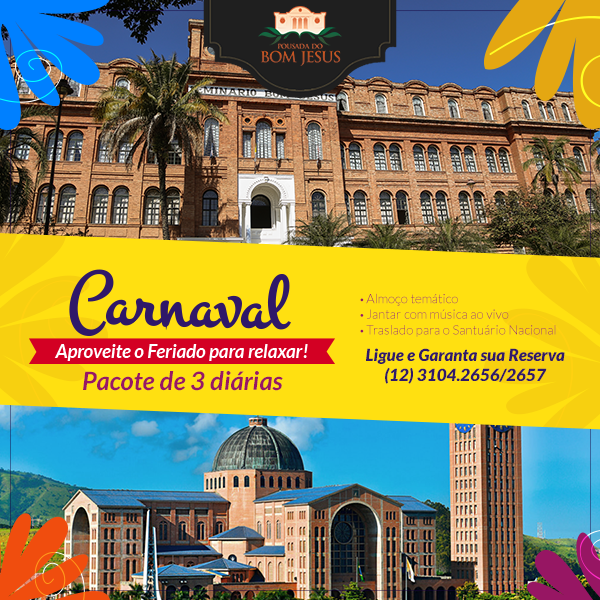 POUSADA DO
BOM JESUS
Carnaval
Aproveite o Feriado para relaxar!
Pacote de 3 diárias
• Almoço temático
• Jantar com música ao vivo
• Traslado para o Santuário Nacional
Ligue e Garanta sua Reserva
(12) 3104.2656/2657